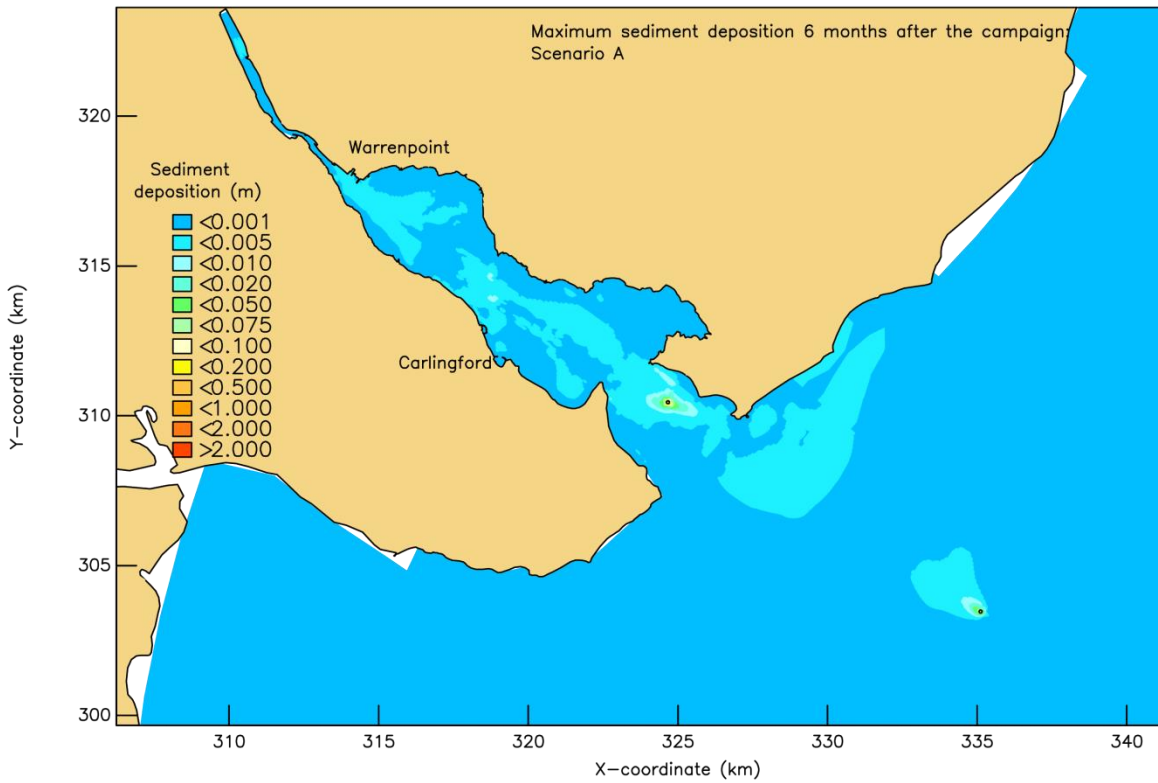 Maximum sediment deposition 6 months after the campaign:
Scenario A
320
Warrenpoint
Sediment
deposition (m)
<0.001
<0.005
<0.010
<0.020
<0.050
<0.075
<0.100
<0.200
<0.500
<1.000
<2.000
>2.000
315
Carlingford
310
305
300
Y-coordinate (km)
310 315 320 325 330 335 340
X-coordinate (km)